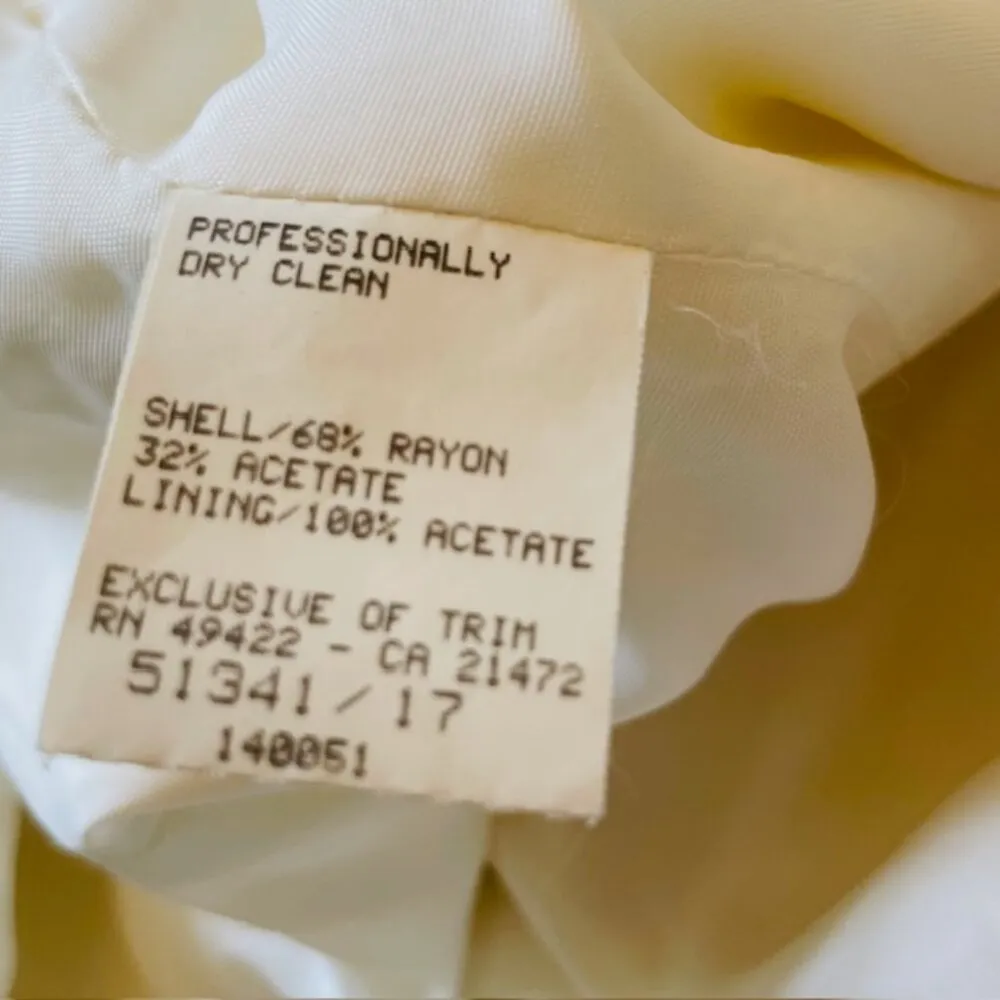 PROFESSIONALLY
DRY CLEAN
SHELL/68% RAYON
32% ACETATE
LINING/100% ACETATE
EXCLUSIVE OF TRIM
RN 49422 - CA 21472
51341/17
140051